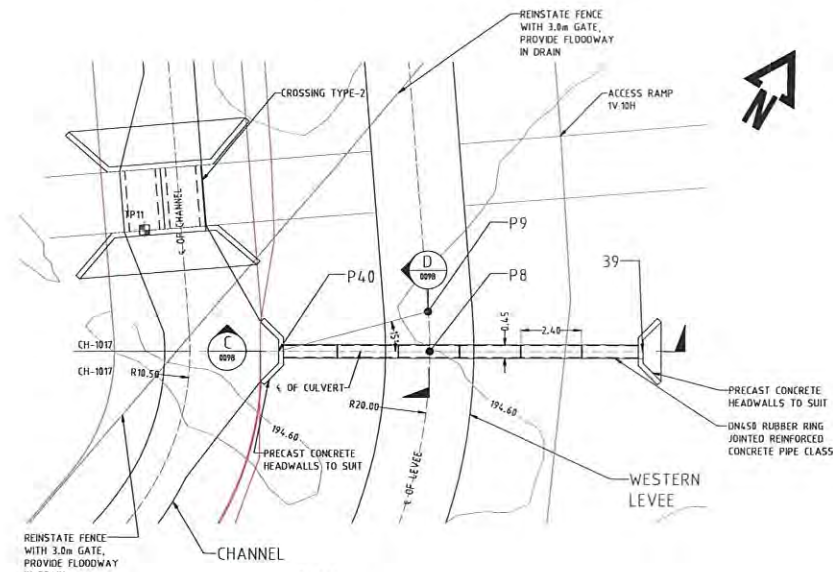 REINSTATE FENCE
WITH 3.0m GATE,
PROVIDE FLOODWAY
IN DRAIN
CROSSING TYPE-2
ACCESS RAMP
1V:10H
N
TP11
℄ OF CHANNEL
P9
D
009B
P40
P8
39
0.45
2.40
45°
CH-1017
CH-1017
C
009B
R10.50
℄ OF CULVERT
R20.00
194.60
194.60
PRECAST CONCRETE
HEADWALLS TO SUIT
PRECAST CONCRETE
HEADWALLS TO SUIT
DN450 RUBBER RING
JOINTED REINFORCED
CONCRETE PIPE CLASS
℄ OF LEVEE
WESTERN
LEVEE
REINSTATE FENCE
WITH 3.0m GATE,
PROVIDE FLOODWAY
CHANNEL